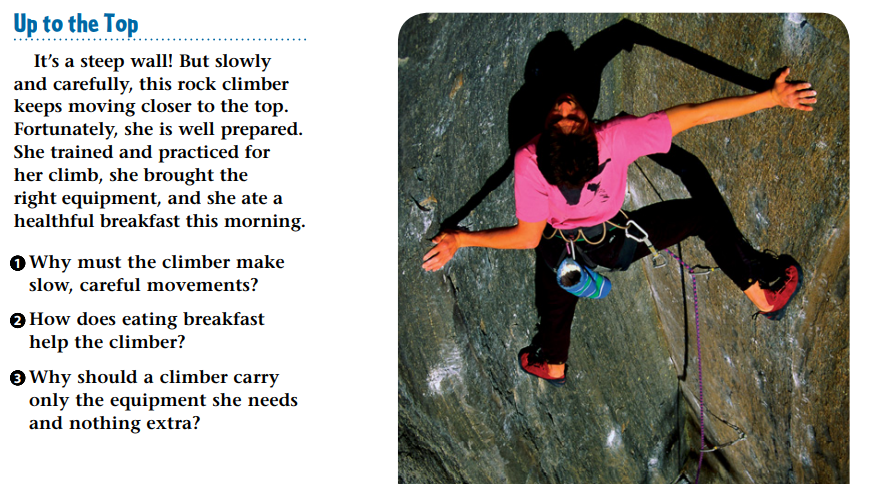 Up to the Top
It's a steep wall! But slowly
and carefully, this rock climber
keeps moving closer to the top.
Fortunately, she is well prepared.
She trained and practiced for
her climb, she brought the
right equipment, and she ate a
healthful breakfast this morning.
1 Why must the climber make
slow, careful movements?
2 How does eating breakfast
help the climber?
3 Why should a climber carry
only the equipment she needs
and nothing extra?